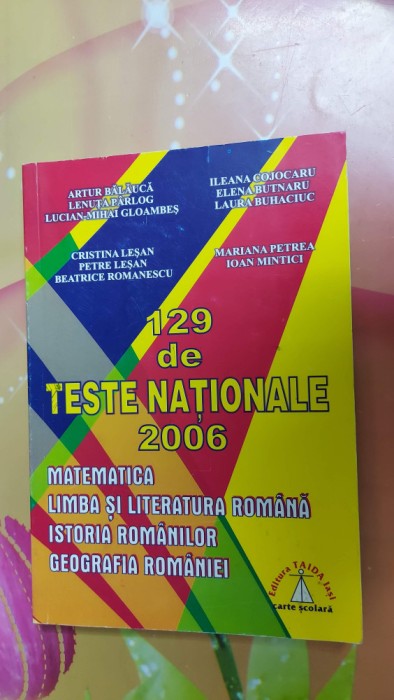 ARTUR BĂLĂUCĂ
LENUȚA PÂRLOG
LUCIAN-MIHAI GLOAMBEȘ
ILEANA COJOCARU
ELENA BUTNARU
LAURA BUHACIUC
CRISTINA LEȘAN
PETRE LEȘAN
BEATRICE ROMANESCU
MARIANA PETREA
IOAN MINTICI
129
de
TESTE NAȚIONALE
2006
MATEMATICA
LIMBA ȘI LITERATURA ROMÂNĂ
ISTORIA ROMÂNILOR
GEOGRAFIA ROMÂNIEI
Editura TAIDA Iași
carte școlară